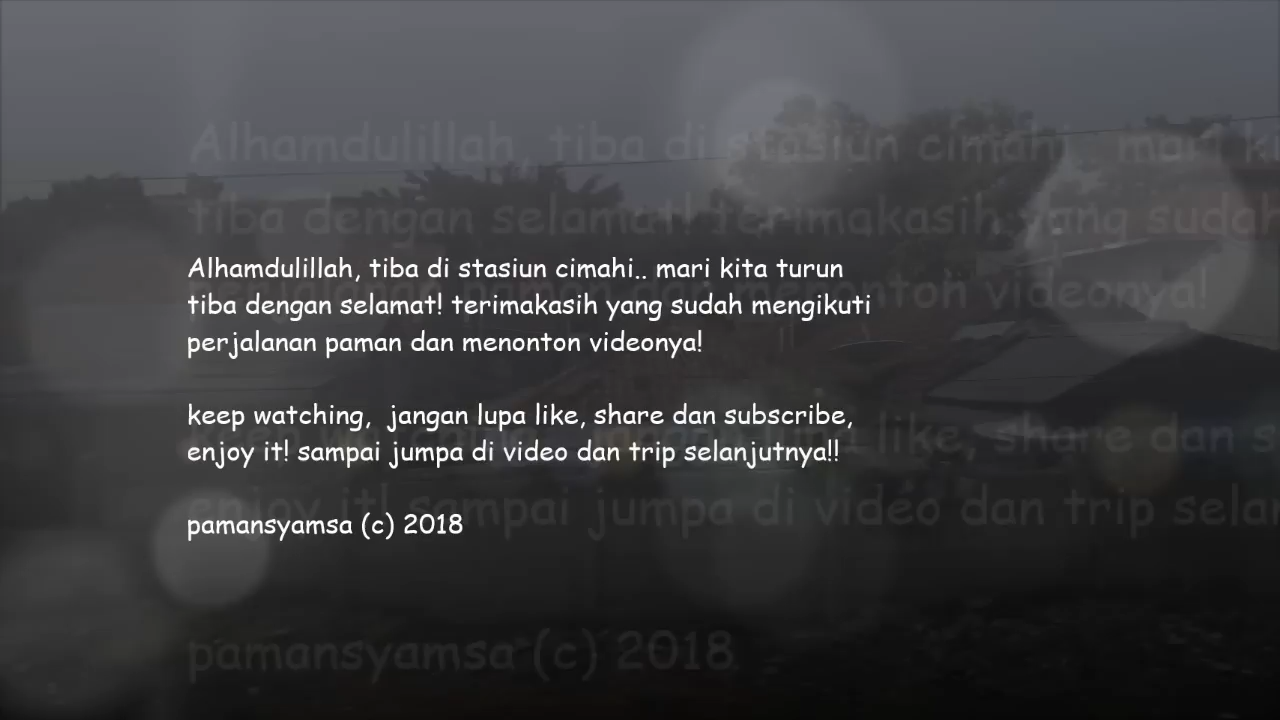 Alhamdulillah, tiba di stasiun cimahi.. mari kita turun
tiba dengan selamat! terimakasih yang sudah mengikuti
perjalanan paman dan menonton videonya!
keep watching,  jangan lupa like, share dan subscribe,
enjoy it! sampai jumpa di video dan trip selanjutnya!!
pamansyamsa (c) 2018